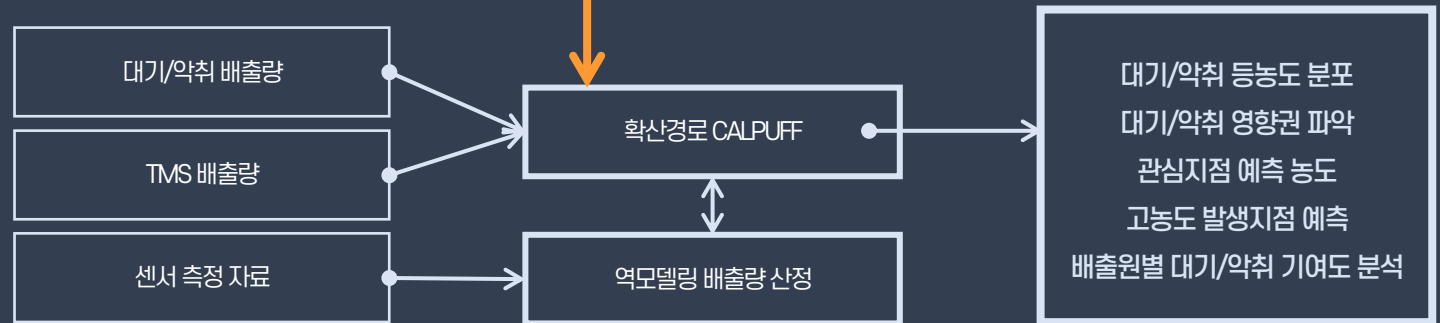 대기/악취 배출량
TMS 배출량
센서 측정 자료
확산경로 CALPUFF
역모델링 배출량 산정
대기/악취 등농도 분포
대기/악취 영향권 파악
관심지점 예측 농도
고농도 발생지점 예측
배출원별 대기/악취 기여도 분석